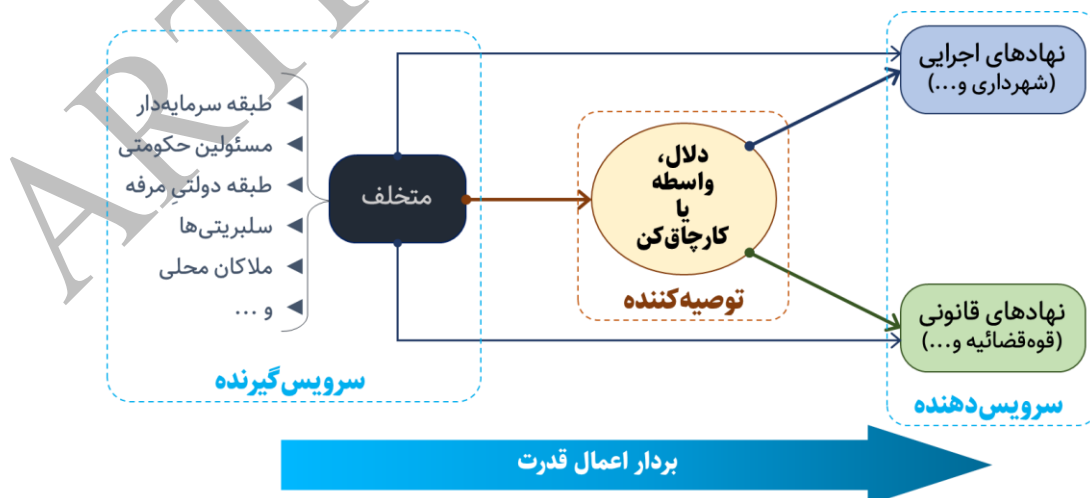 نهادهای اجرایی
(شهرداری و...)
طبقه سرمایه‌دار
مسئولین حکومتی
طبقه دولتیِ مرفه
سلبریتی‌ها
ملاکان محلی
و ...
متخلف
دلال،
واسطه
یا
کارچاق‌کن
توصیه‌کننده
نهادهای قانونی
(قوه‌قضائیه و...)
سرویس‌گیرنده
سرویس‌دهنده
بردار اعمال قدرت
ART